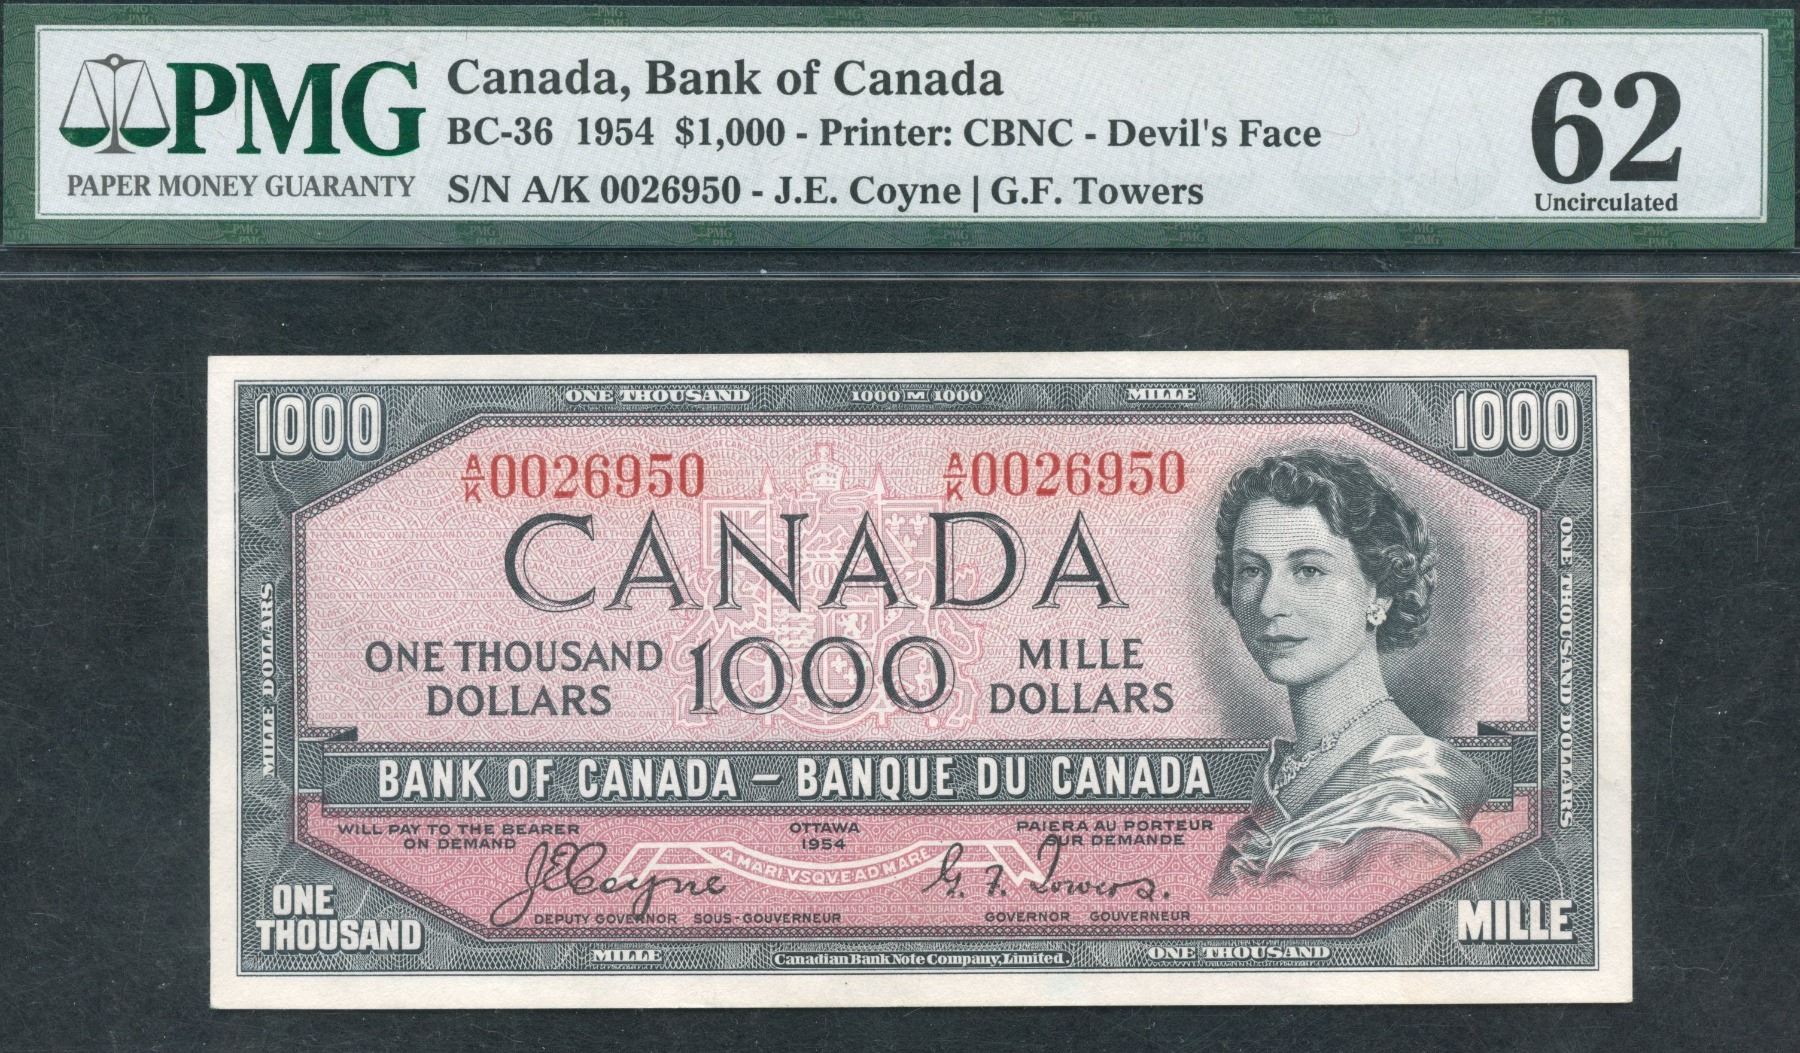 PMG
PAPER MONEY GUARANTY
Canada, Bank of Canada
BC-36 1954 $1,000 - Printer: CBNC - Devil's Face
S/N A/K 0026950 - J.E. Coyne | G.F. Towers
62
Uncirculated
ONE THOUSAND 1000 M 1000 MILLE
1000 1000
A/K 0026950 A/K 0026950
CANADA
ONE THOUSAND DOLLARS
1000
MILLE DOLLARS
MILLE DOLLARS
ONE THOUSAND DOLLARS
BANK OF CANADA – BANQUE DU CANADA
WILL PAY TO THE BEARER
ON DEMAND
OTTAWA
1954
PAIERA AU PORTEUR
SUR DEMANDE
A·MARI·VSQVE·AD·MARE
J E Coyne
G. F. Towers.
DEPUTY GOVERNOR SOUS-GOUVERNEUR
GOVERNOR GOUVERNEUR
ONE
THOUSAND
MILLE
MILLE
Canadian Bank Note Company, Limited.
ONE THOUSAND